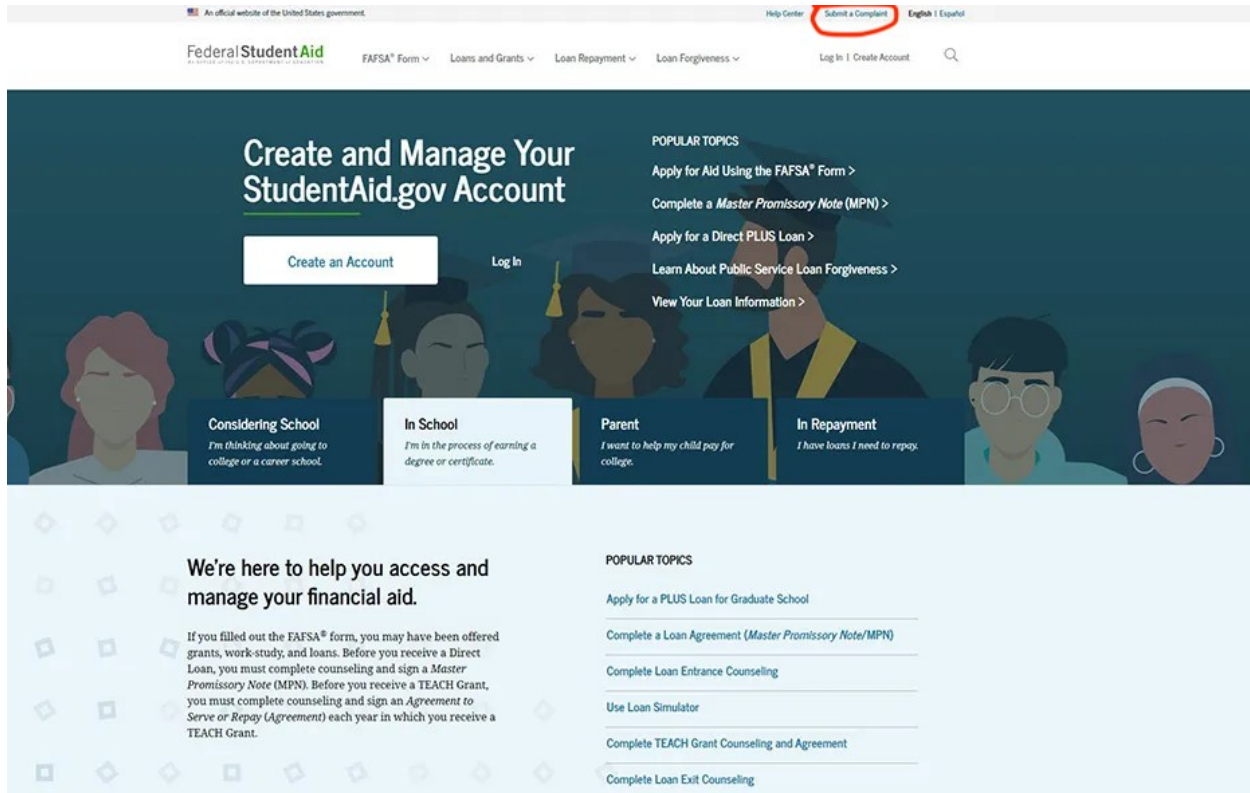 An official website of the United States government.
Help Center
Submit a Complaint
English | Español
Federal Student Aid
An OFFICE of the U.S. DEPARTMENT of EDUCATION
FAFSA® Form
Loans and Grants
Loan Repayment
Loan Forgiveness
Log In | Create Account
Create and Manage Your
StudentAid.gov Account
Create an Account
Log In
POPULAR TOPICS
Apply for Aid Using the FAFSA® Form >
Complete a Master Promissory Note (MPN) >
Apply for a Direct PLUS Loan >
Learn About Public Service Loan Forgiveness >
View Your Loan Information >
Considering School
I'm thinking about going to
college or a career school.
In School
I'm in the process of earning a
degree or certificate.
Parent
I want to help my child pay for
college.
In Repayment
I have loans I need to repay.
We're here to help you access and
manage your financial aid.
If you filled out the FAFSA® form, you may have been offered
grants, work-study, and loans. Before you receive a Direct
Loan, you must complete counseling and sign a Master
Promissory Note (MPN). Before you receive a TEACH Grant,
you must complete counseling and sign an Agreement to
Serve or Repay (Agreement) each year in which you receive a
TEACH Grant.
POPULAR TOPICS
Apply for a PLUS Loan for Graduate School
Complete a Loan Agreement (Master Promissory Note/MPN)
Complete Loan Entrance Counseling
Use Loan Simulator
Complete TEACH Grant Counseling and Agreement
Complete Loan Exit Counseling